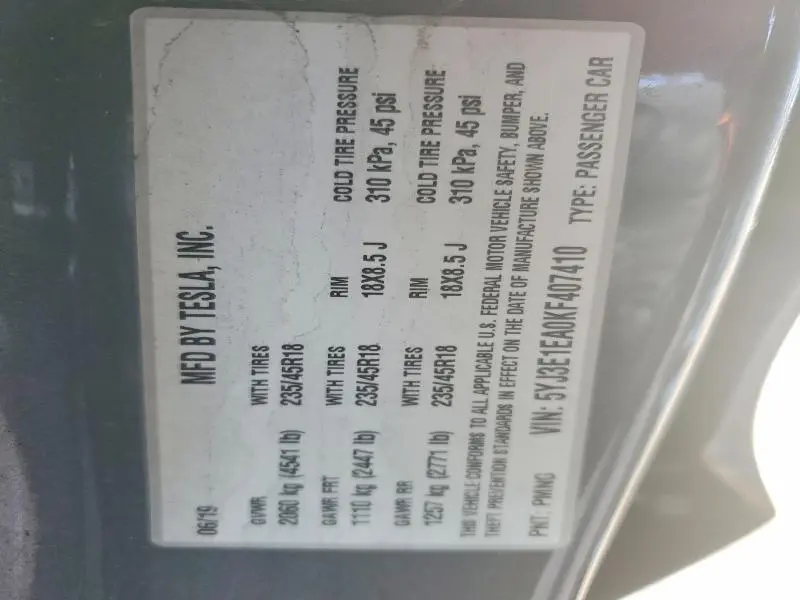 06/19 MFD BY TESLA, INC.
GVWR WITH TIRES
2060 kg (4541 lb) 235/45R18
GAWR FRT WITH TIRES RIM COLD TIRE PRESSURE
1110 kg (2447 lb) 235/45R18 18X8.5 J 310 kPa, 45 psi
GAWR RR WITH TIRES RIM COLD TIRE PRESSURE
1257 kg (2771 lb) 235/45R18 18X8.5 J 310 kPa, 45 psi
THIS VEHICLE CONFORMS TO ALL APPLICABLE U.S. FEDERAL MOTOR VEHICLE SAFETY, BUMPER, AND
THEFT PREVENTION STANDARDS IN EFFECT ON THE DATE OF MANUFACTURE SHOWN ABOVE.
PNT: PMNG VIN: 5YJ3E1EA0KF407410 TYPE: PASSENGER CAR